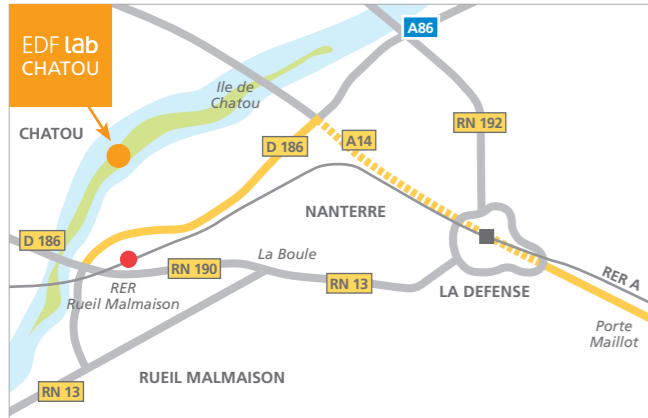 EDF lab
CHATOU
A86
Ile de
Chatou
CHATOU
D 186
A14
RN 192
NANTERRE
D 186
La Boule
RN 190
RER
Rueil Malmaison
RN 13
LA DEFENSE
RER A
Porte
Maillot
RUEIL MALMAISON
RN 13